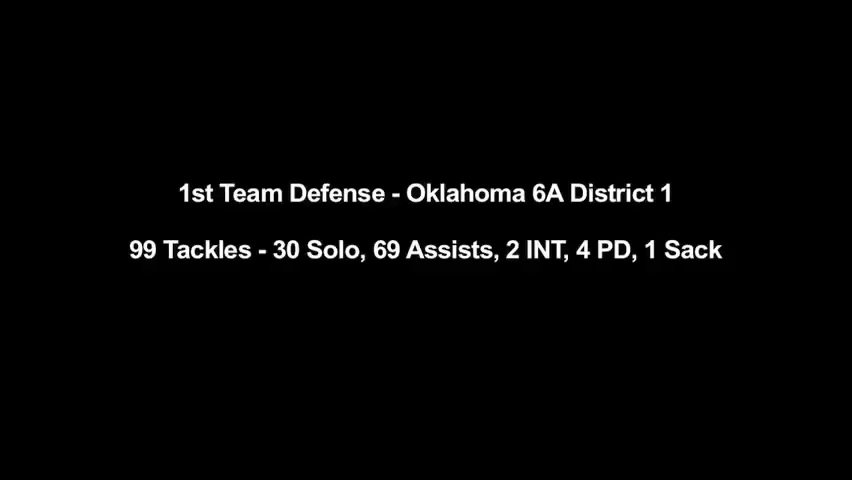 1st Team Defense - Oklahoma 6A District 1
99 Tackles - 30 Solo, 69 Assists, 2 INT, 4 PD, 1 Sack